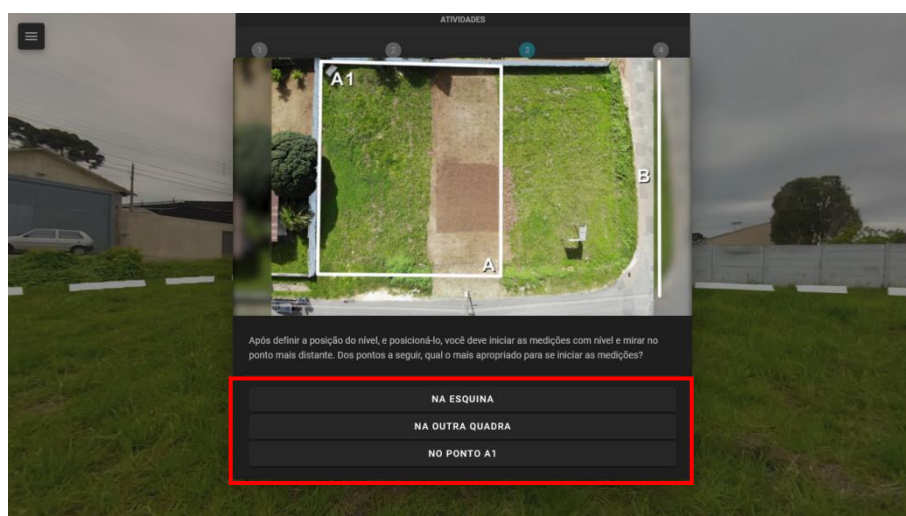 ATIVIDADES
1 2 3 4
A1
B
A
Após definir a posição do nível, e posicioná-lo, você deve iniciar as medições com nível e mirar no
ponto mais distante. Dos pontos a seguir, qual o mais apropriado para se iniciar as medições?
NA ESQUINA
NA OUTRA QUADRA
NO PONTO A1